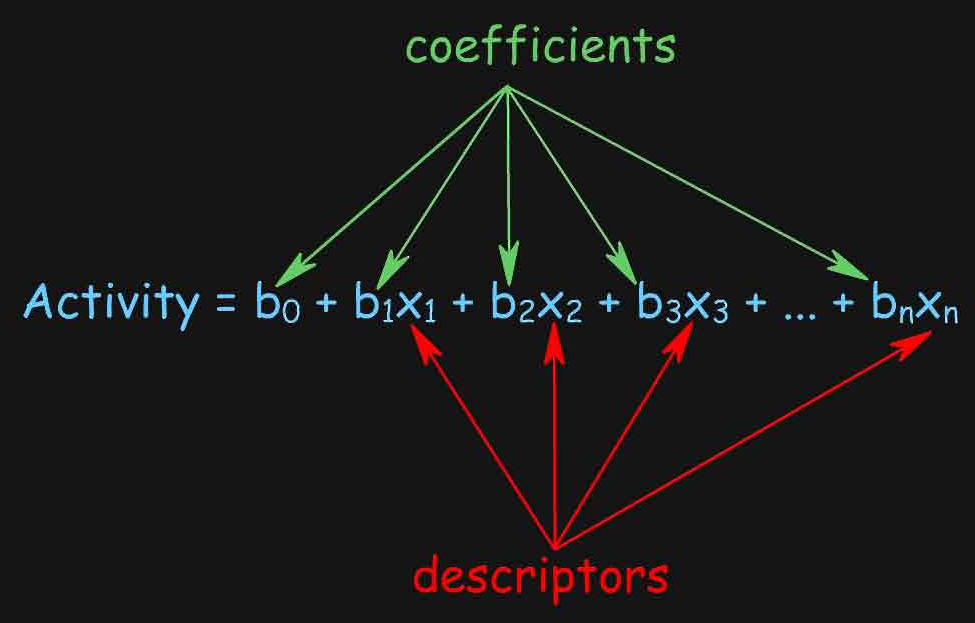 coefficients
Activity = b₀ + b₁x₁ + b₂x₂ + b₃x₃ + ... + bₙxₙ
descriptors